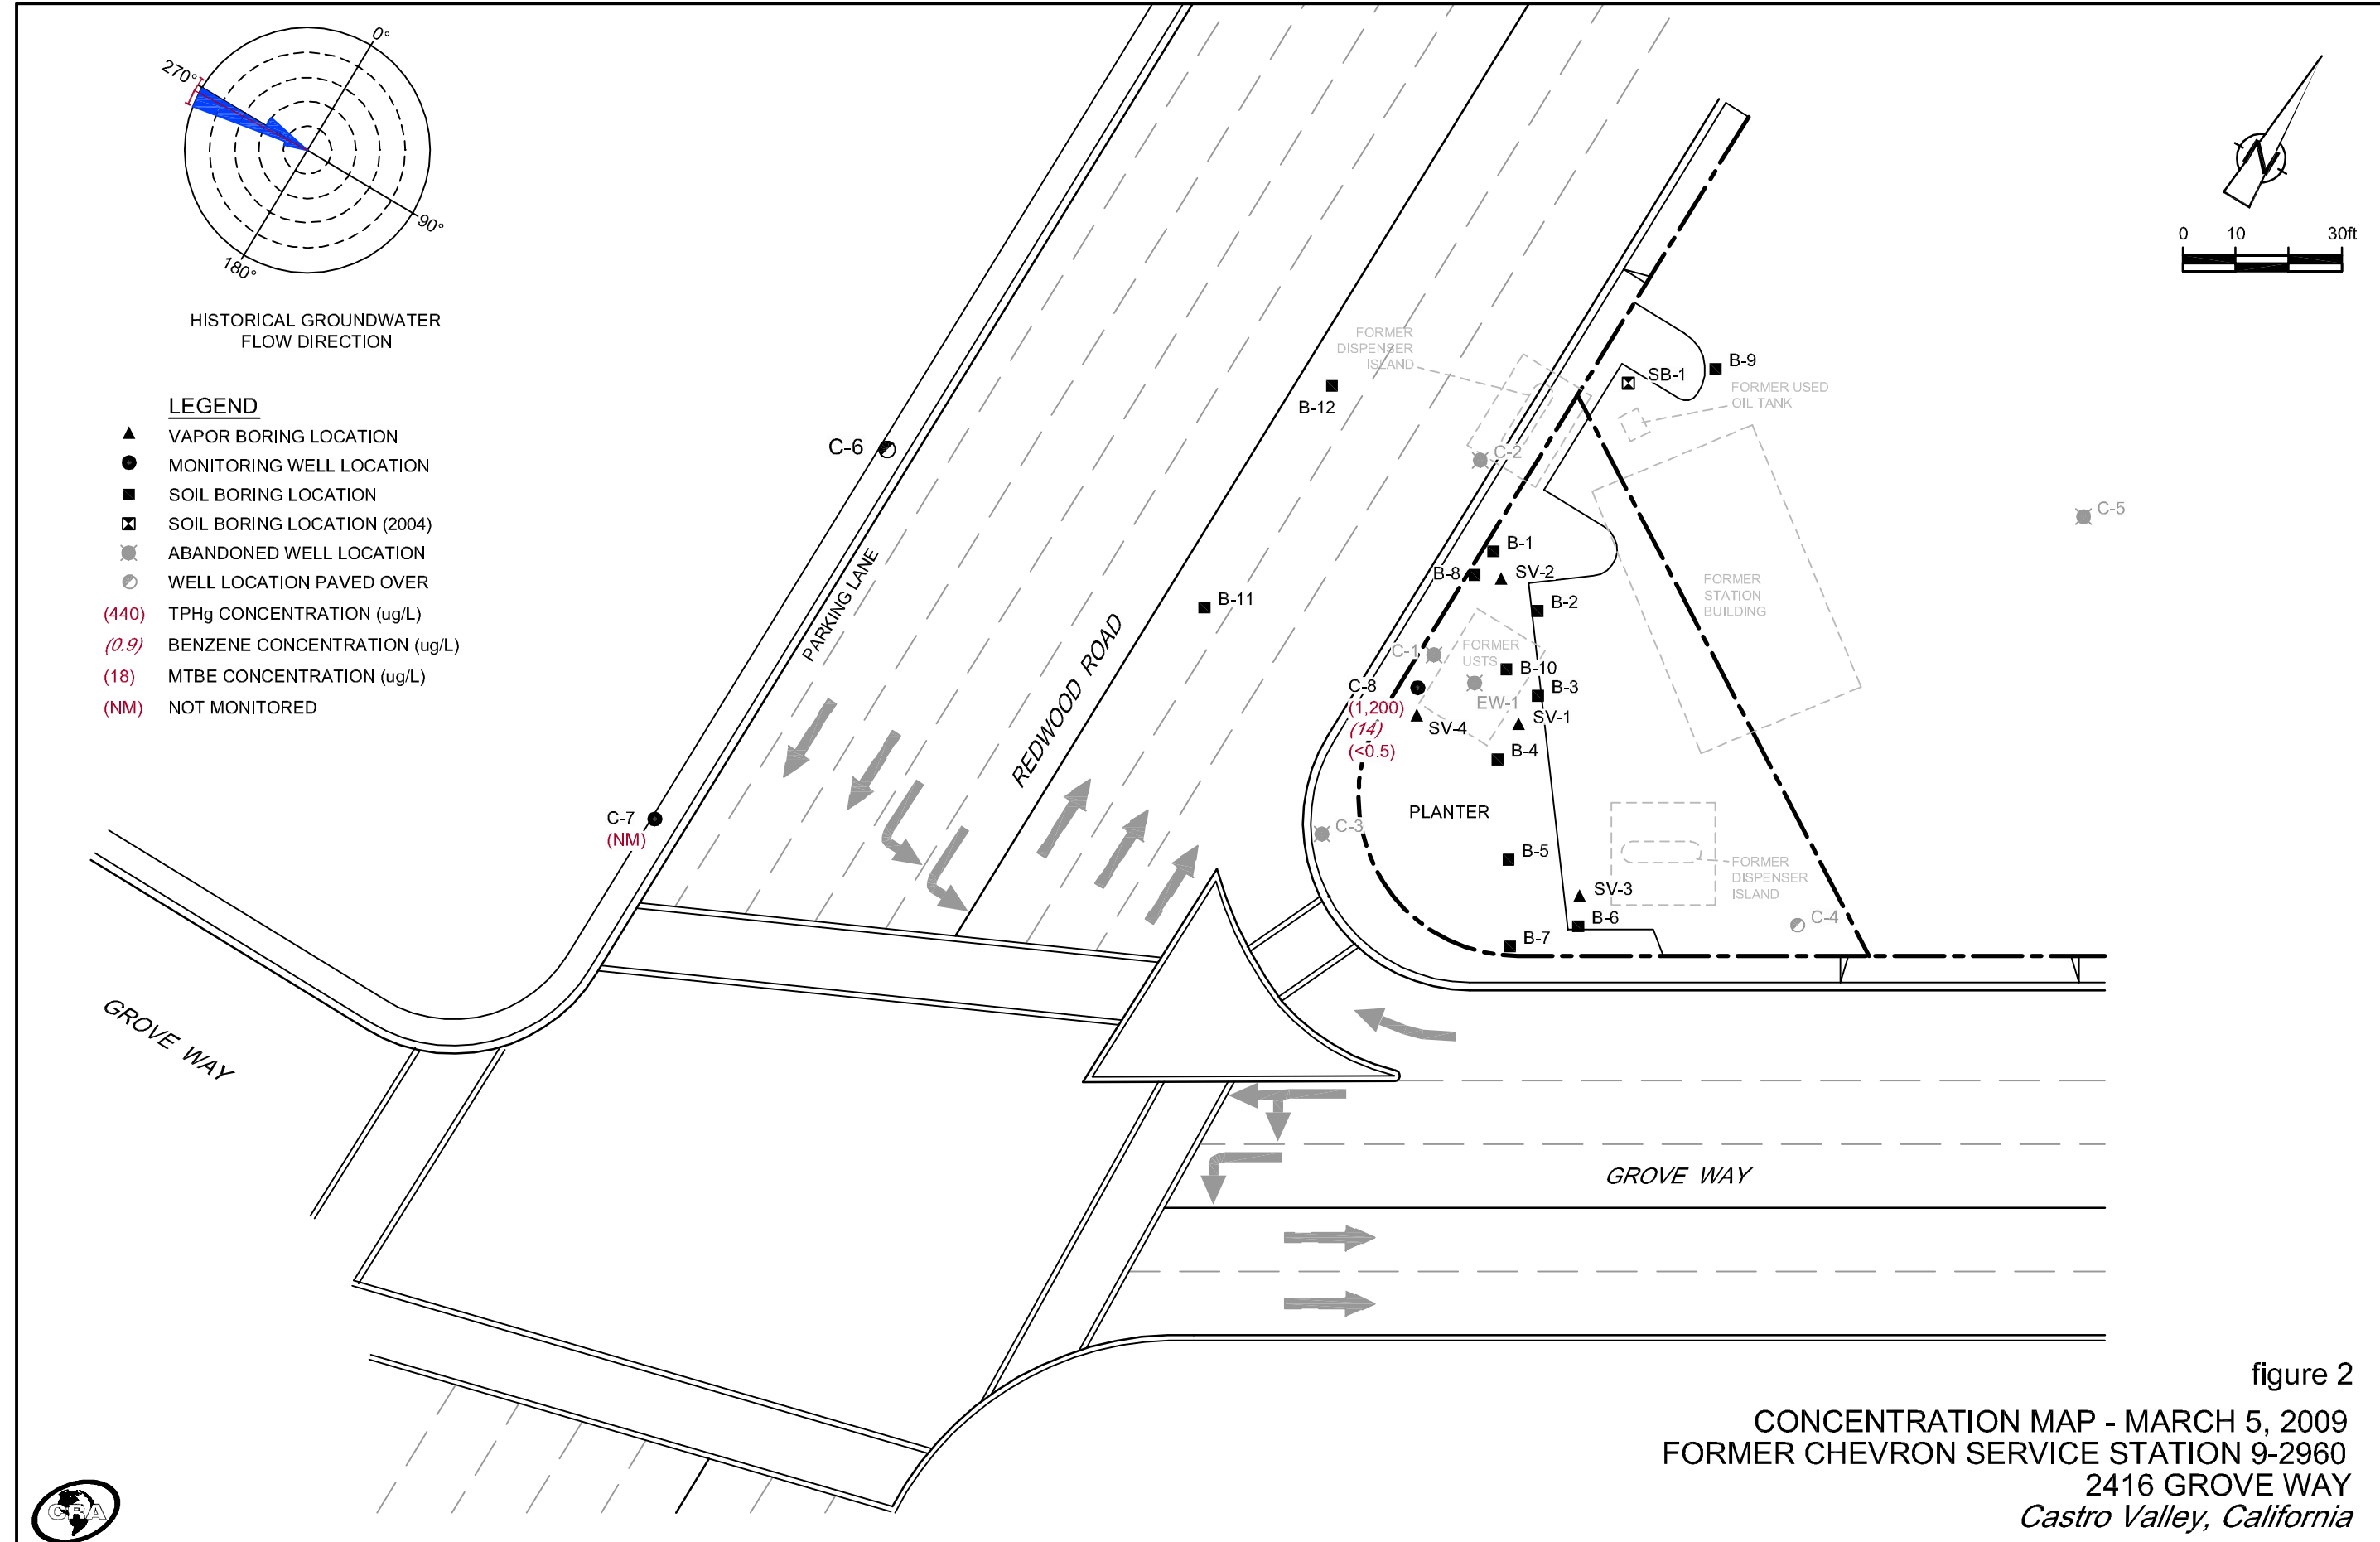 0°
270°
90°
180°
HISTORICAL GROUNDWATER
FLOW DIRECTION
LEGEND
VAPOR BORING LOCATION
MONITORING WELL LOCATION
SOIL BORING LOCATION
SOIL BORING LOCATION (2004)
ABANDONED WELL LOCATION
WELL LOCATION PAVED OVER
(440) TPHg CONCENTRATION (ug/L)
(0.9) BENZENE CONCENTRATION (ug/L)
(18) MTBE CONCENTRATION (ug/L)
(NM) NOT MONITORED
N
0 10 30ft
FORMER
DISPENSER
ISLAND
B-12
C-6
B-9
SB-1
FORMER USED
OIL TANK
C-2
C-5
B-1
B-8
SV-2
B-2
B-11
FORMER
STATION
BUILDING
PARKING LANE
REDWOOD ROAD
C-1
FORMER
USTS
B-10
C-8
(1,200)
(14)
(<0.5)
B-3
EW-1
SV-1
SV-4
B-4
PLANTER
C-7
(NM)
C-3
B-5
FORMER
DISPENSER
ISLAND
SV-3
B-6
C-4
B-7
GROVE WAY
GROVE WAY
figure 2
CONCENTRATION MAP - MARCH 5, 2009
FORMER CHEVRON SERVICE STATION 9-2960
2416 GROVE WAY
Castro Valley, California
CRA